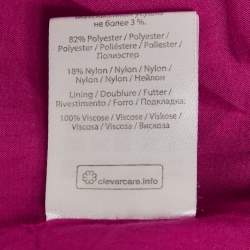 не более 3 %.
82% Polyester / Polyester
/ Polyester / Poliéstere / Poliester /
Полиэстер
18% Nylon / Nylon / Nylon /
Nylon / Nylon / Нейлон
Lining / Doublure / Futter /
Rivestimento / Forro / Подкладка:
100% Viscose / Viscose / Viskose /
Viscosa / Viscosa / Вискоза
clevercare.info